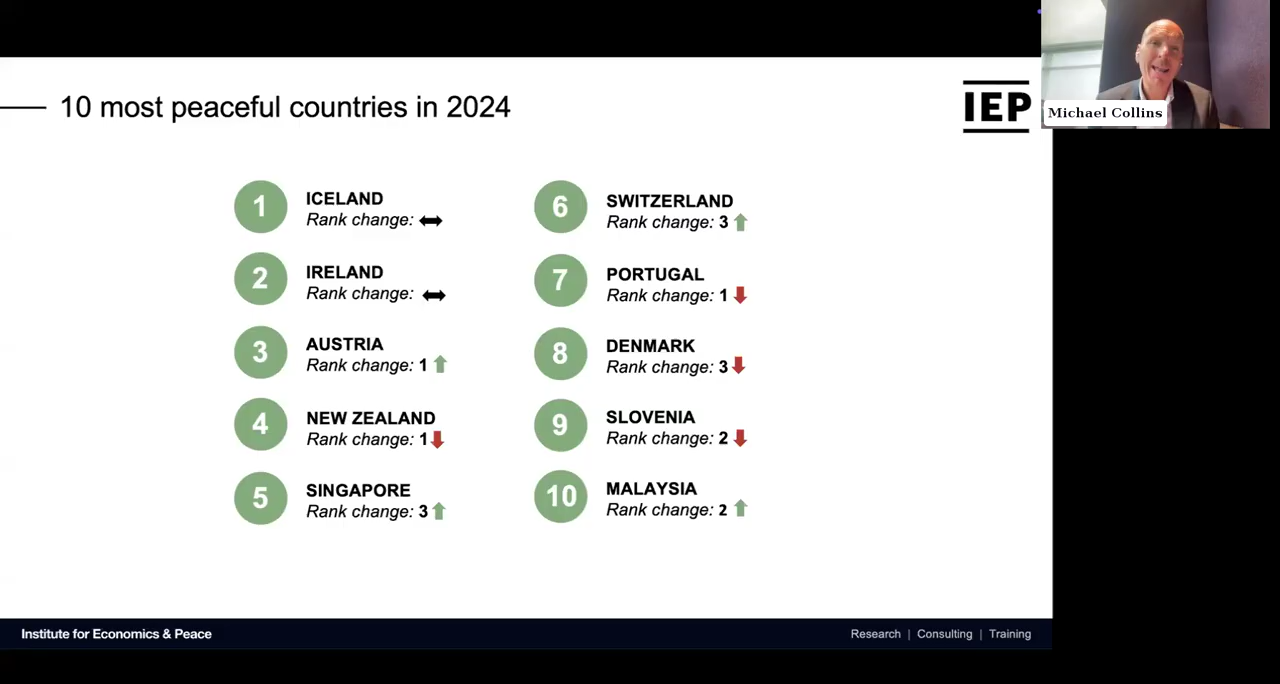 10 most peaceful countries in 2024
IEP
Michael Collins
1
ICELAND
Rank change:
2
IRELAND
Rank change:
3
AUSTRIA
Rank change: 1
4
NEW ZEALAND
Rank change: 1
5
SINGAPORE
Rank change: 3
6
SWITZERLAND
Rank change: 3
7
PORTUGAL
Rank change: 1
8
DENMARK
Rank change: 3
9
SLOVENIA
Rank change: 2
10
MALAYSIA
Rank change: 2
Institute for Economics & Peace
Research | Consulting | Training